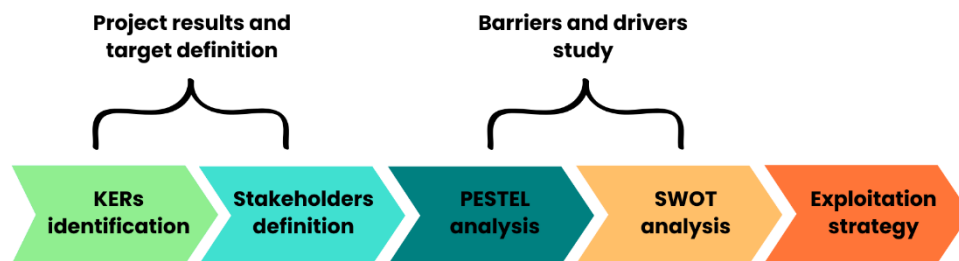 Project results and
target definition
Barriers and drivers
study
KERs
identification
Stakeholders
definition
PESTEL
analysis
SWOT
analysis
Exploitation
strategy